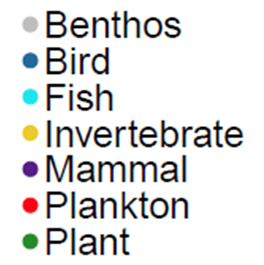 Benthos
Bird
Fish
Invertebrate
Mammal
Plankton
Plant